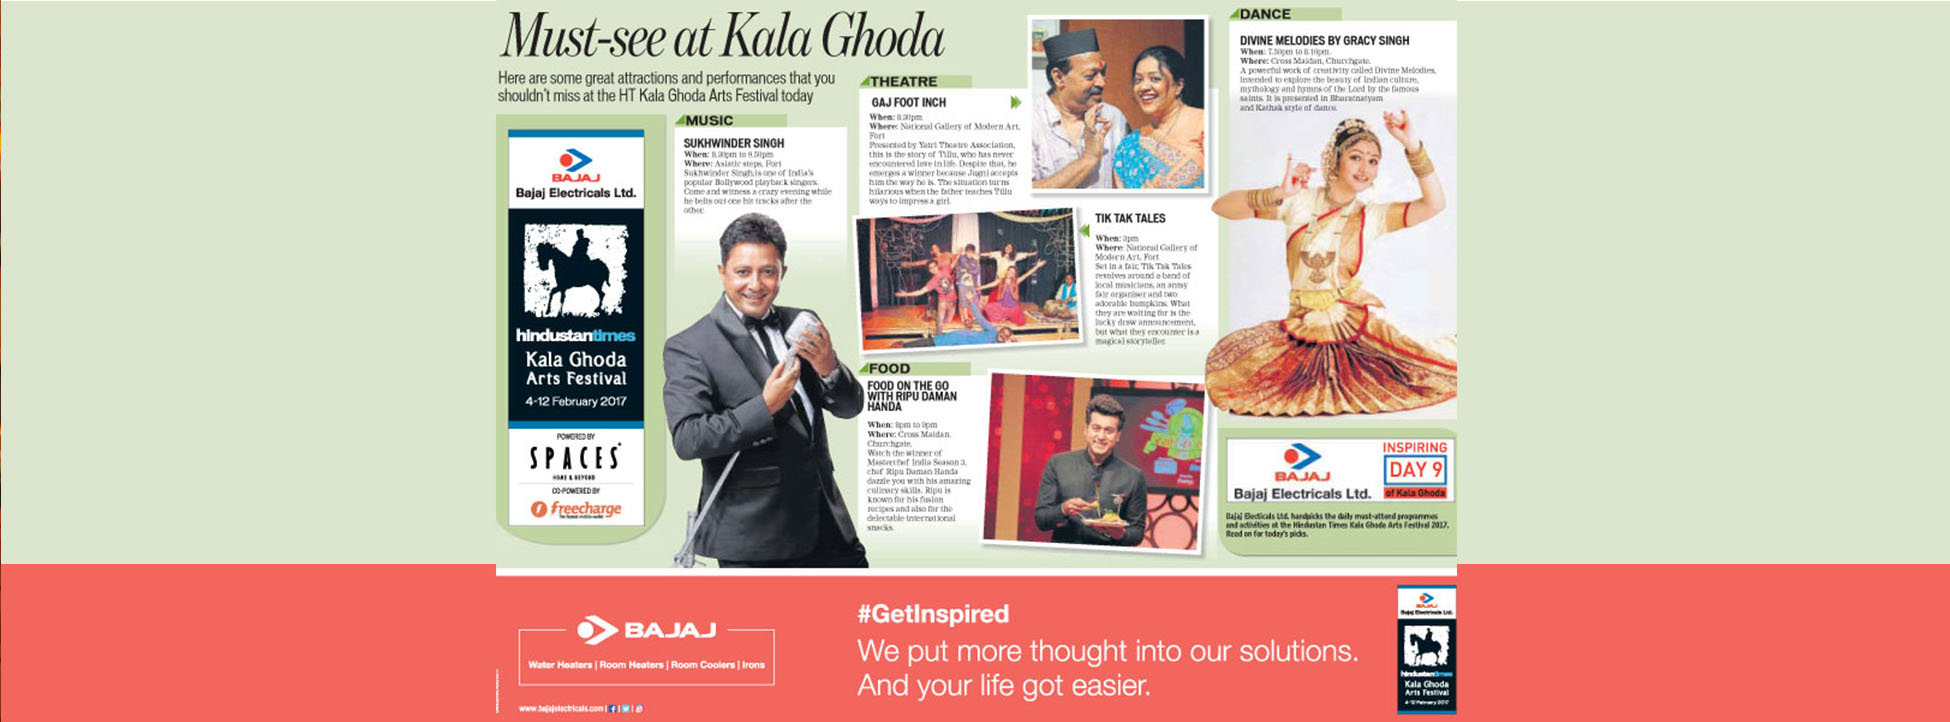 Must-see at Kala Ghoda
Here are some great attractions and performances that you
shouldn't miss at the HT Kala Ghoda Arts Festival today
BAJAJ
Bajaj Electricals Ltd.
hindustantimes
Kala Ghoda
Arts Festival
4-12 February 2017
POWERED BY
SPACES
HOME & BEYOND
CO-POWERED BY
freecharge
MUSIC
SUKHWINDER SINGH
When: 8.30pm to 9.50pm
Where: Asiatic steps, Fort
Sukhwinder Singh, is one of India's
popular Bollywood playback singers.
Come and witness a crazy evening while
he belts out one hit tracks after the
other.
THEATRE
GAJ FOOT INCH
When: 8.30pm
Where: National Gallery of Modern Art,
Fort
Presented by Yatri Theatre Association,
this is the story of Tillu, who has never
encountered love in life. Despite that, he
emerges a winner because Jugni accepts
him the way he is. The situation turns
hilarious when the father teaches Tillu
ways to impress a girl.
TIK TAK TALES
When: 3pm
Where: National Gallery of
Modern Art, Fort
Set in a fair, Tik Tak Tales
revolves around a band of
local musicians, an antsy
fair organiser and two
adorable bumpkins. What
they are waiting for is the
lucky draw announcement,
but what they encounter is a
magical storyteller.
FOOD
FOOD ON THE GO
WITH RIPU DAMAN
HANDA
When: 8pm to 9pm
Where: Cross Maidan,
Churchgate.
Watch the winner of
Masterchef India Season 3,
chef Ripu Daman Handa
dazzle you with his amazing
culinary skills. Ripu is
known for his fusion
recipes and also for the
delectable international
snacks.
DANCE
DIVINE MELODIES BY GRACY SINGH
When: 7.30pm to 8.10pm.
Where: Cross Maidan, Churchgate.
A powerful work of creativity called Divine Melodies,
intended to explore the beauty of Indian culture,
mythology and hymns of the Lord by the famous
saints. It is presented in Bharatnatyam
and Kathak style of dance.
BAJAJ
Bajaj Electricals Ltd.
INSPIRING
DAY 9
of Kala Ghoda
Bajaj Electicals Ltd. handpicks the daily must-attend programmes
and activities at the Hindustan Times Kala Ghoda Arts Festival 2017.
Read on for today's picks.
BAJAJ
Water Heaters | Room Heaters | Room Coolers | Irons
www.bajajelectricals.com
#GetInspired
We put more thought into our solutions.
And your life got easier.
BAJAJ
Bajaj Electricals Ltd.
hindustantimes
Kala Ghoda
Arts Festival
4-12 February 2017